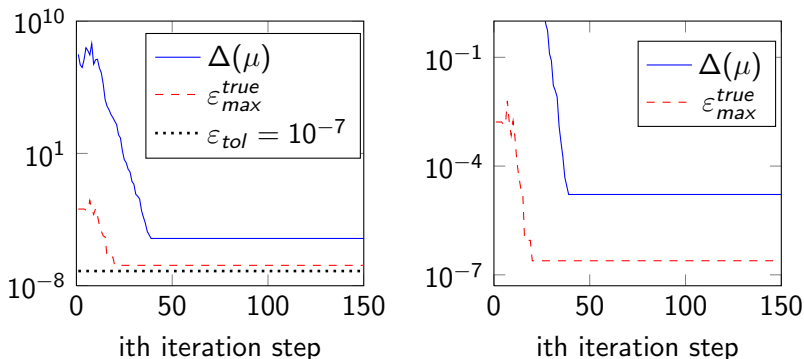 10^10
10^1
10^−8
0
50
100
150
ith iteration step
Δ(μ)
ε_max^true
ε_tol = 10^−7
10^−1
10^−4
10^−7
0
50
100
150
ith iteration step
Δ(μ)
ε_max^true